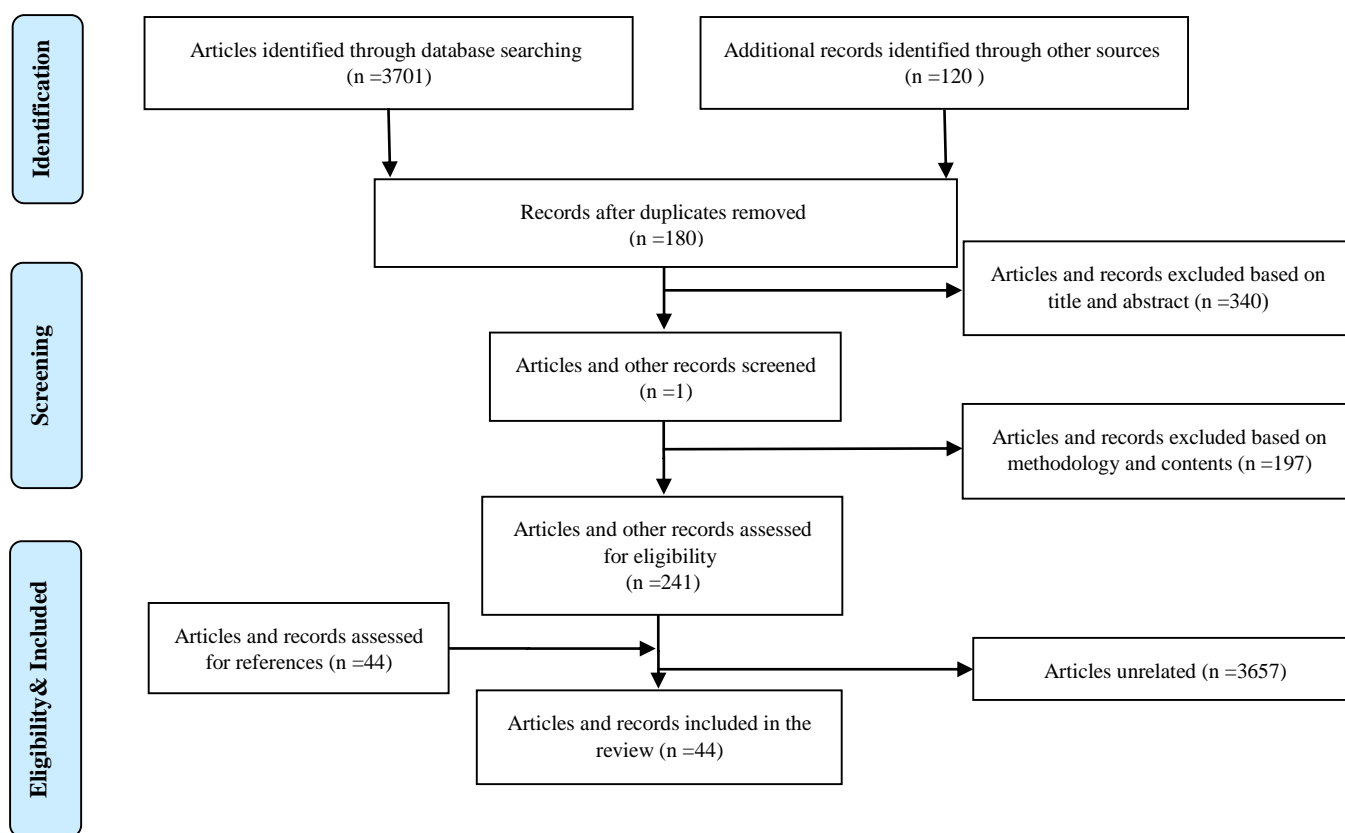 Identification
Articles identified through database searching
(n =3701)
Additional records identified through other sources
(n =120 )
Records after duplicates removed
(n =180)
Screening
Articles and records excluded based on
title and abstract (n =340)
Articles and other records screened
(n =1)
Articles and records excluded based on
methodology and contents (n =197)
Eligibility& Included
Articles and other records assessed
for eligibility
(n =241)
Articles and records assessed
for references (n =44)
Articles unrelated (n =3657)
Articles and records included in the
review (n =44)